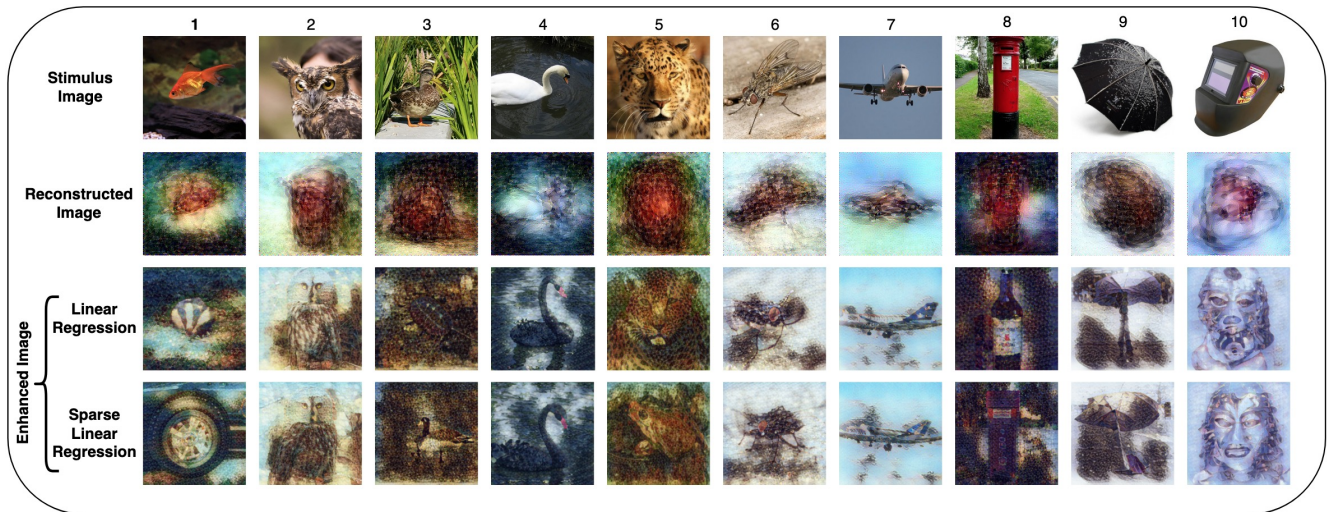 1 2 3 4 5 6 7 8 9 10
Stimulus
Image
Reconstructed
Image
Enhanced Image
Linear
Regression
Sparse
Linear
Regression